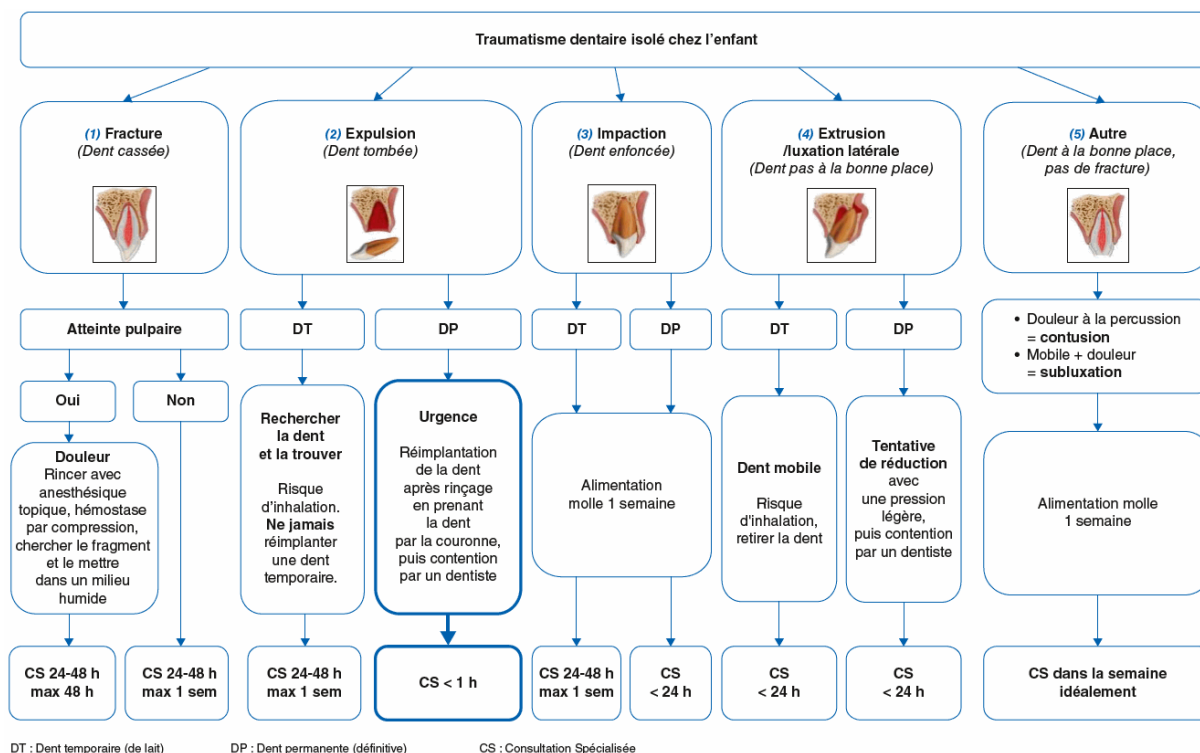 Traumatisme dentaire isolé chez l'enfant
(1) Fracture
(Dent cassée)
(2) Expulsion
(Dent tombée)
(3) Impaction
(Dent enfoncée)
(4) Extrusion
/luxation latérale
(Dent pas à la bonne place)
(5) Autre
(Dent à la bonne place,
pas de fracture)
Atteinte pulpaire
DT
DP
DT
DP
DT
DP
• Douleur à la percussion
= contusion
• Mobile + douleur
= subluxation
Oui
Non
Douleur
Rincer avec
anesthésique
topique, hémostase
par compression,
chercher le fragment
et le mettre
dans un milieu
humide
Rechercher
la dent
et la trouver
Risque
d'inhalation.
Ne jamais
réimplanter
une dent
temporaire.
Urgence
Réimplantation
de la dent
après rinçage
en prenant
la dent
par la couronne,
puis contention
par un dentiste
Alimentation
molle 1 semaine
Dent mobile
Risque
d'inhalation,
retirer la dent
Tentative
de réduction
avec
une pression
légère,
puis contention
par un dentiste
Alimentation molle
1 semaine
CS 24-48 h
max 48 h
CS 24-48 h
max 1 sem
CS 24-48 h
max 1 sem
CS < 1 h
CS 24-48 h
max 1 sem
CS
< 24 h
CS
< 24 h
CS
< 24 h
CS dans la semaine
idéalement
DT : Dent temporaire (de lait) DP : Dent permanente (définitive) CS : Consultation Spécialisée